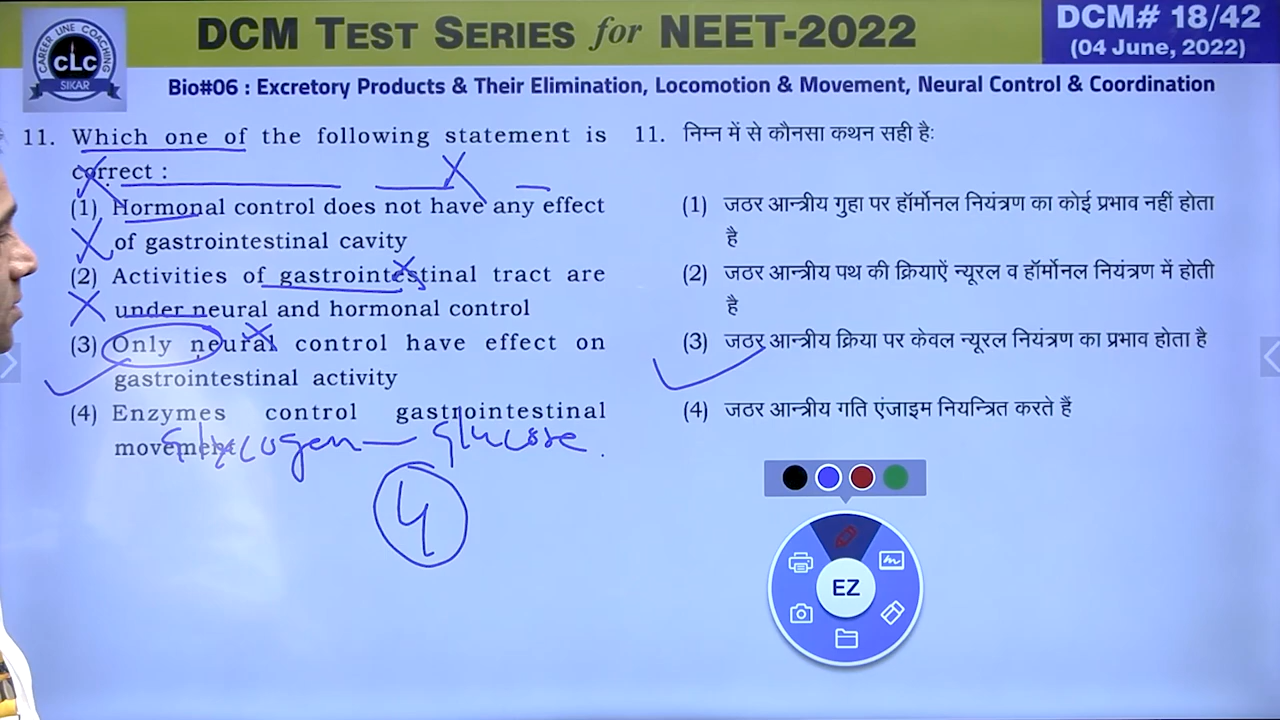 CAREER LINE COACHING
CLC
SIKAR
DCM TEST SERIES for NEET-2022
DCM# 18/42
(04 June, 2022)
Bio#06 : Excretory Products & Their Elimination, Locomotion & Movement, Neural Control & Coordination
11. Which one of the following statement is
correct :
(1) Hormonal control does not have any effect
of gastrointestinal cavity
(2) Activities of gastrointestinal tract are
under neural and hormonal control
(3) Only neural control have effect on
gastrointestinal activity
(4) Enzymes control gastrointestinal
movement
Glycogen — Glucose
4
11. निम्न में से कौनसा कथन सही है:
(1) जठर आन्त्रीय गुहा पर हॉर्मोनल नियंत्रण का कोई प्रभाव नहीं होता
है
(2) जठर आन्त्रीय पथ की क्रियाऐं न्यूरल व हॉर्मोनल नियंत्रण में होती
है
(3) जठर आन्त्रीय क्रिया पर केवल न्यूरल नियंत्रण का प्रभाव होता है
(4) जठर आन्त्रीय गति एंजाइम नियन्त्रित करते हैं
EZ